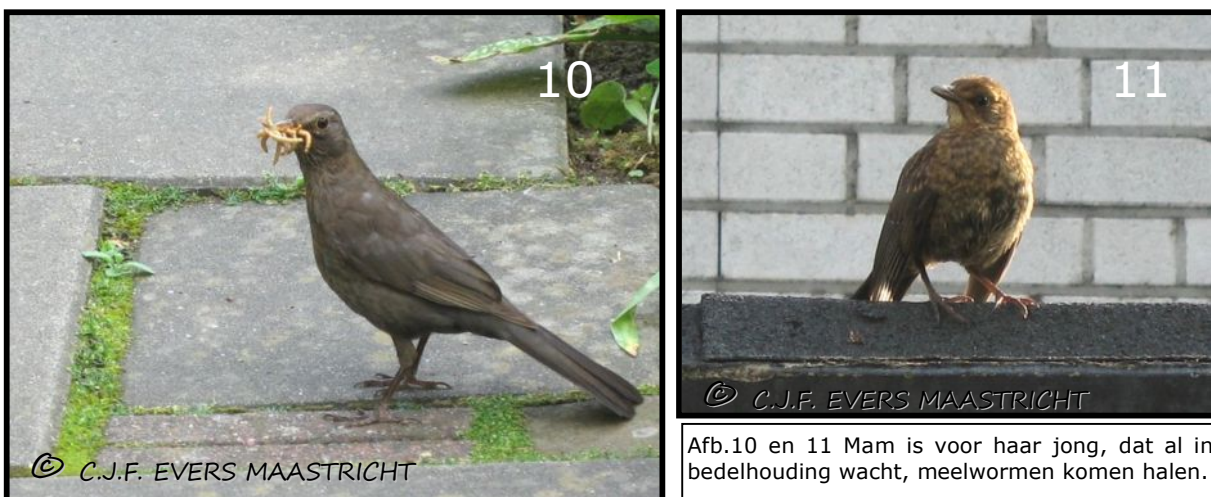 10
© C.J.F. EVERS MAASTRICHT
11
© C.J.F. EVERS MAASTRICHT
Afb.10 en 11 Mam is voor haar jong, dat al in
bedelhouding wacht, meelwormen komen halen.